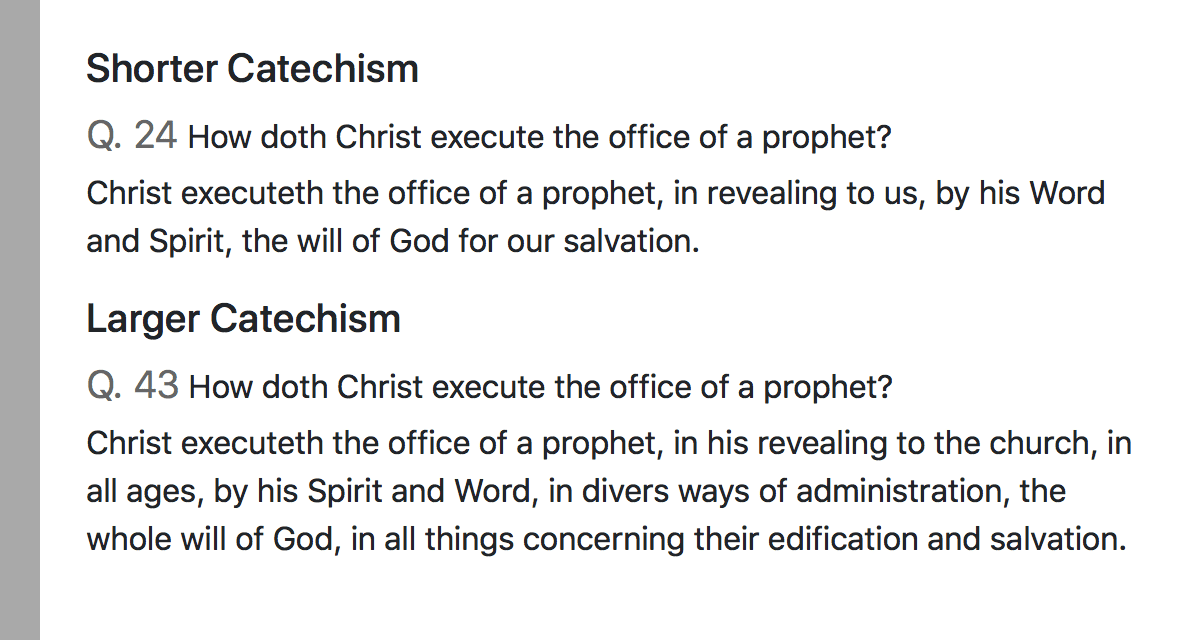 Shorter Catechism
Q. 24 How doth Christ execute the office of a prophet?
Christ executeth the office of a prophet, in revealing to us, by his Word
and Spirit, the will of God for our salvation.
Larger Catechism
Q. 43 How doth Christ execute the office of a prophet?
Christ executeth the office of a prophet, in his revealing to the church, in
all ages, by his Spirit and Word, in divers ways of administration, the
whole will of God, in all things concerning their edification and salvation.